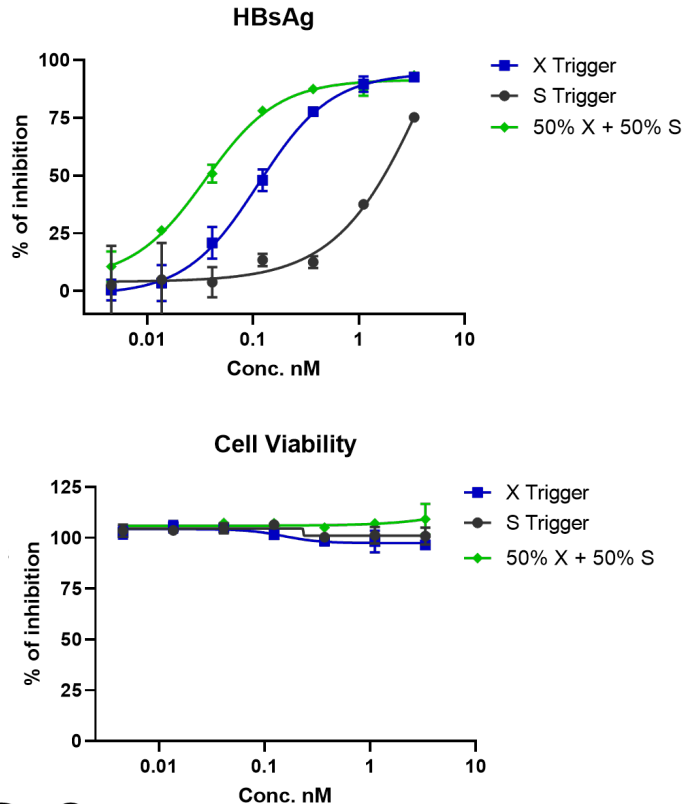 HBsAg
100
75
50
25
0
% of inhibition
0.01 0.1 1 10
Conc. nM
X Trigger
S Trigger
50% X + 50% S
Cell Viability
125
100
75
50
25
0
% of inhibition
0.01 0.1 1 10
Conc. nM
X Trigger
S Trigger
50% X + 50% S